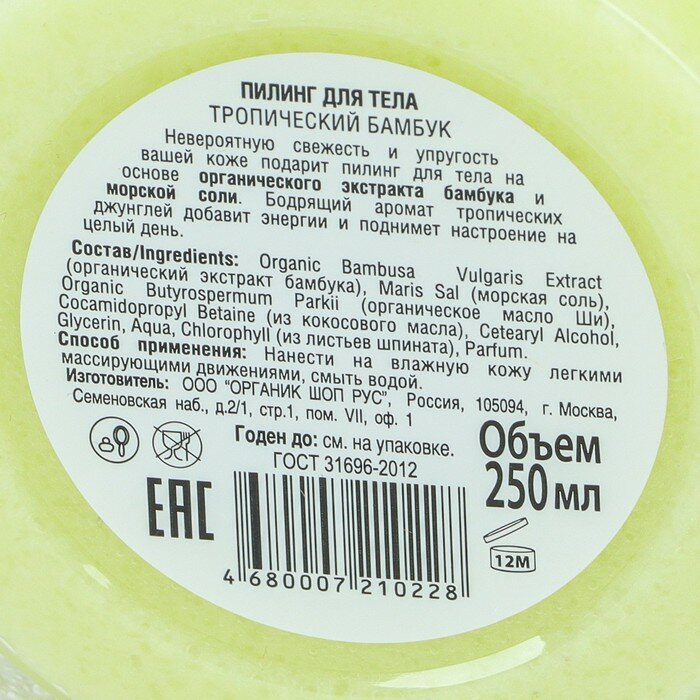 ПИЛИНГ ДЛЯ ТЕЛА
ТРОПИЧЕСКИЙ БАМБУК
Невероятную свежесть и упругость
вашей коже подарит пилинг для тела на
основе органического экстракта бамбука и
морской соли. Бодрящий аромат тропических
джунглей добавит энергии и поднимет настроение на
целый день.
Состав/Ingredients: Organic Bambusa Vulgaris Extract
(органический экстракт бамбука), Maris Sal (морская соль),
Organic Butyrospermum Parkii (органическое масло Ши),
Cocamidopropyl Betaine (из кокосового масла), Cetearyl Alcohol,
Glycerin, Aqua, Chlorophyll (из листьев шпината), Parfum.
Способ применения: Нанести на влажную кожу легкими
массирующими движениями, смыть водой.
Изготовитель: ООО "ОРГАНИК ШОП РУС", Россия, 105094, г. Москва,
Семеновская наб., д.2/1, стр.1, пом. VII, оф. 1
Годен до: см. на упаковке.
ГОСТ 31696-2012
Объем
250 мл
EAC
12M
4 680007 210228